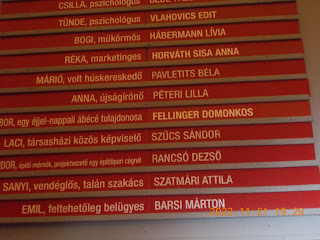 CSILLA, pszichológus
TÜNDE, pszichológus VLAHOVICS EDIT
BOGI, műkörmös HÁBERMANN LÍVIA
RÉKA, marketinges HORVÁTH SISA ANNA
MÁRIÓ, volt húskereskedő PAVLETITS BÉLA
ANNA, újságírónő PÉTERI LILLA
BOR, egy éjjel-nappali ábécé tulajdonosa FELLINGER DOMONKOS
LACI, társasházi közös képviselő SZŰCS SÁNDOR
DOR, építő mérnök, projektvezető egy építőipari cégnél RANCSÓ DEZSŐ
SANYI, vendéglős, talán szakács SZATMÁRI ATTILA
EMIL, feltehetőleg belügyes BARSI MÁRTON